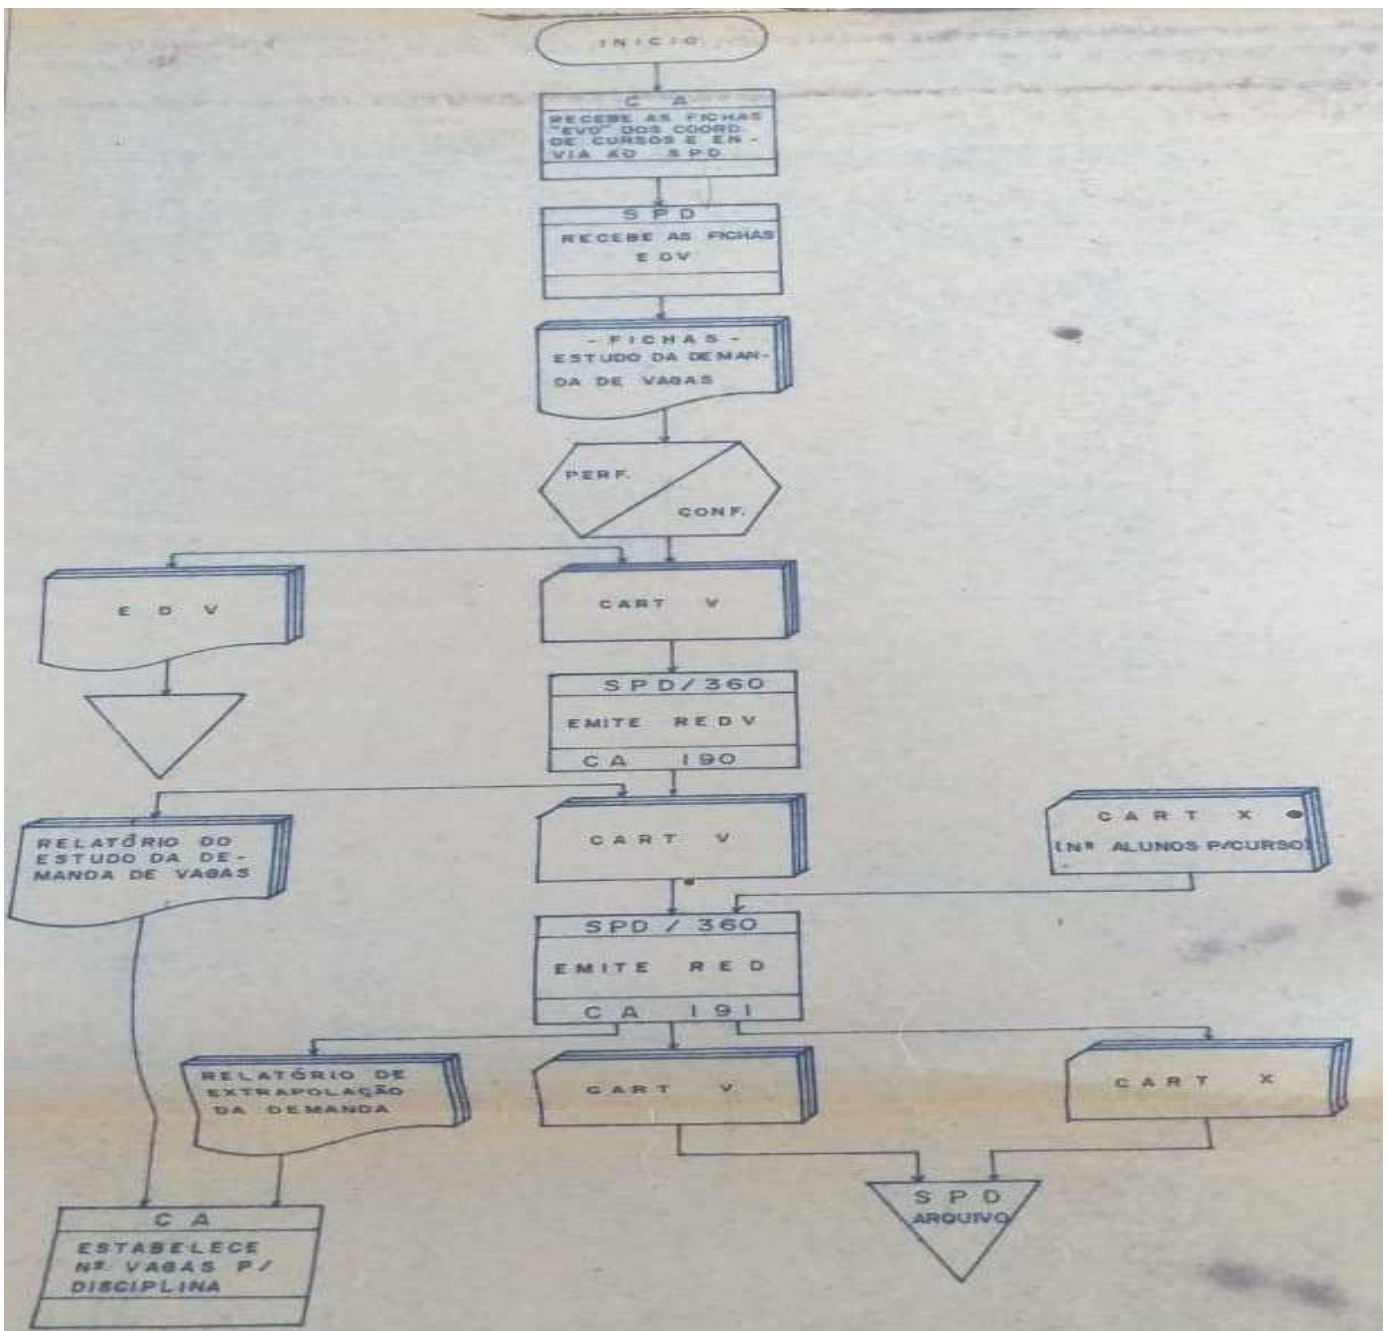 INICIO
C A
RECEBE AS FICHAS
"EVD" DOS COORD.
DE CURSOS E EN-
VIA AO SPD
SPD
RECEBE AS FICHAS
EDV
- FICHAS -
ESTUDO DA DEMAN-
DA DE VAGAS
PERF.
CONF.
E D V
CART V
SPD/360
EMITE REDV
CA 190
RELATÓRIO DO
ESTUDO DA DE-
MANDA DE VAGAS
CART V
CART X
(Nº ALUNOS P/CURSO)
SPD / 360
EMITE RED
CA 191
RELATÓRIO DE
EXTRAPOLAÇÃO
DA DEMANDA
CART V
CART X
SPD
ARQUIVO
C A
ESTABELECE
Nº VAGAS P/
DISCIPLINA